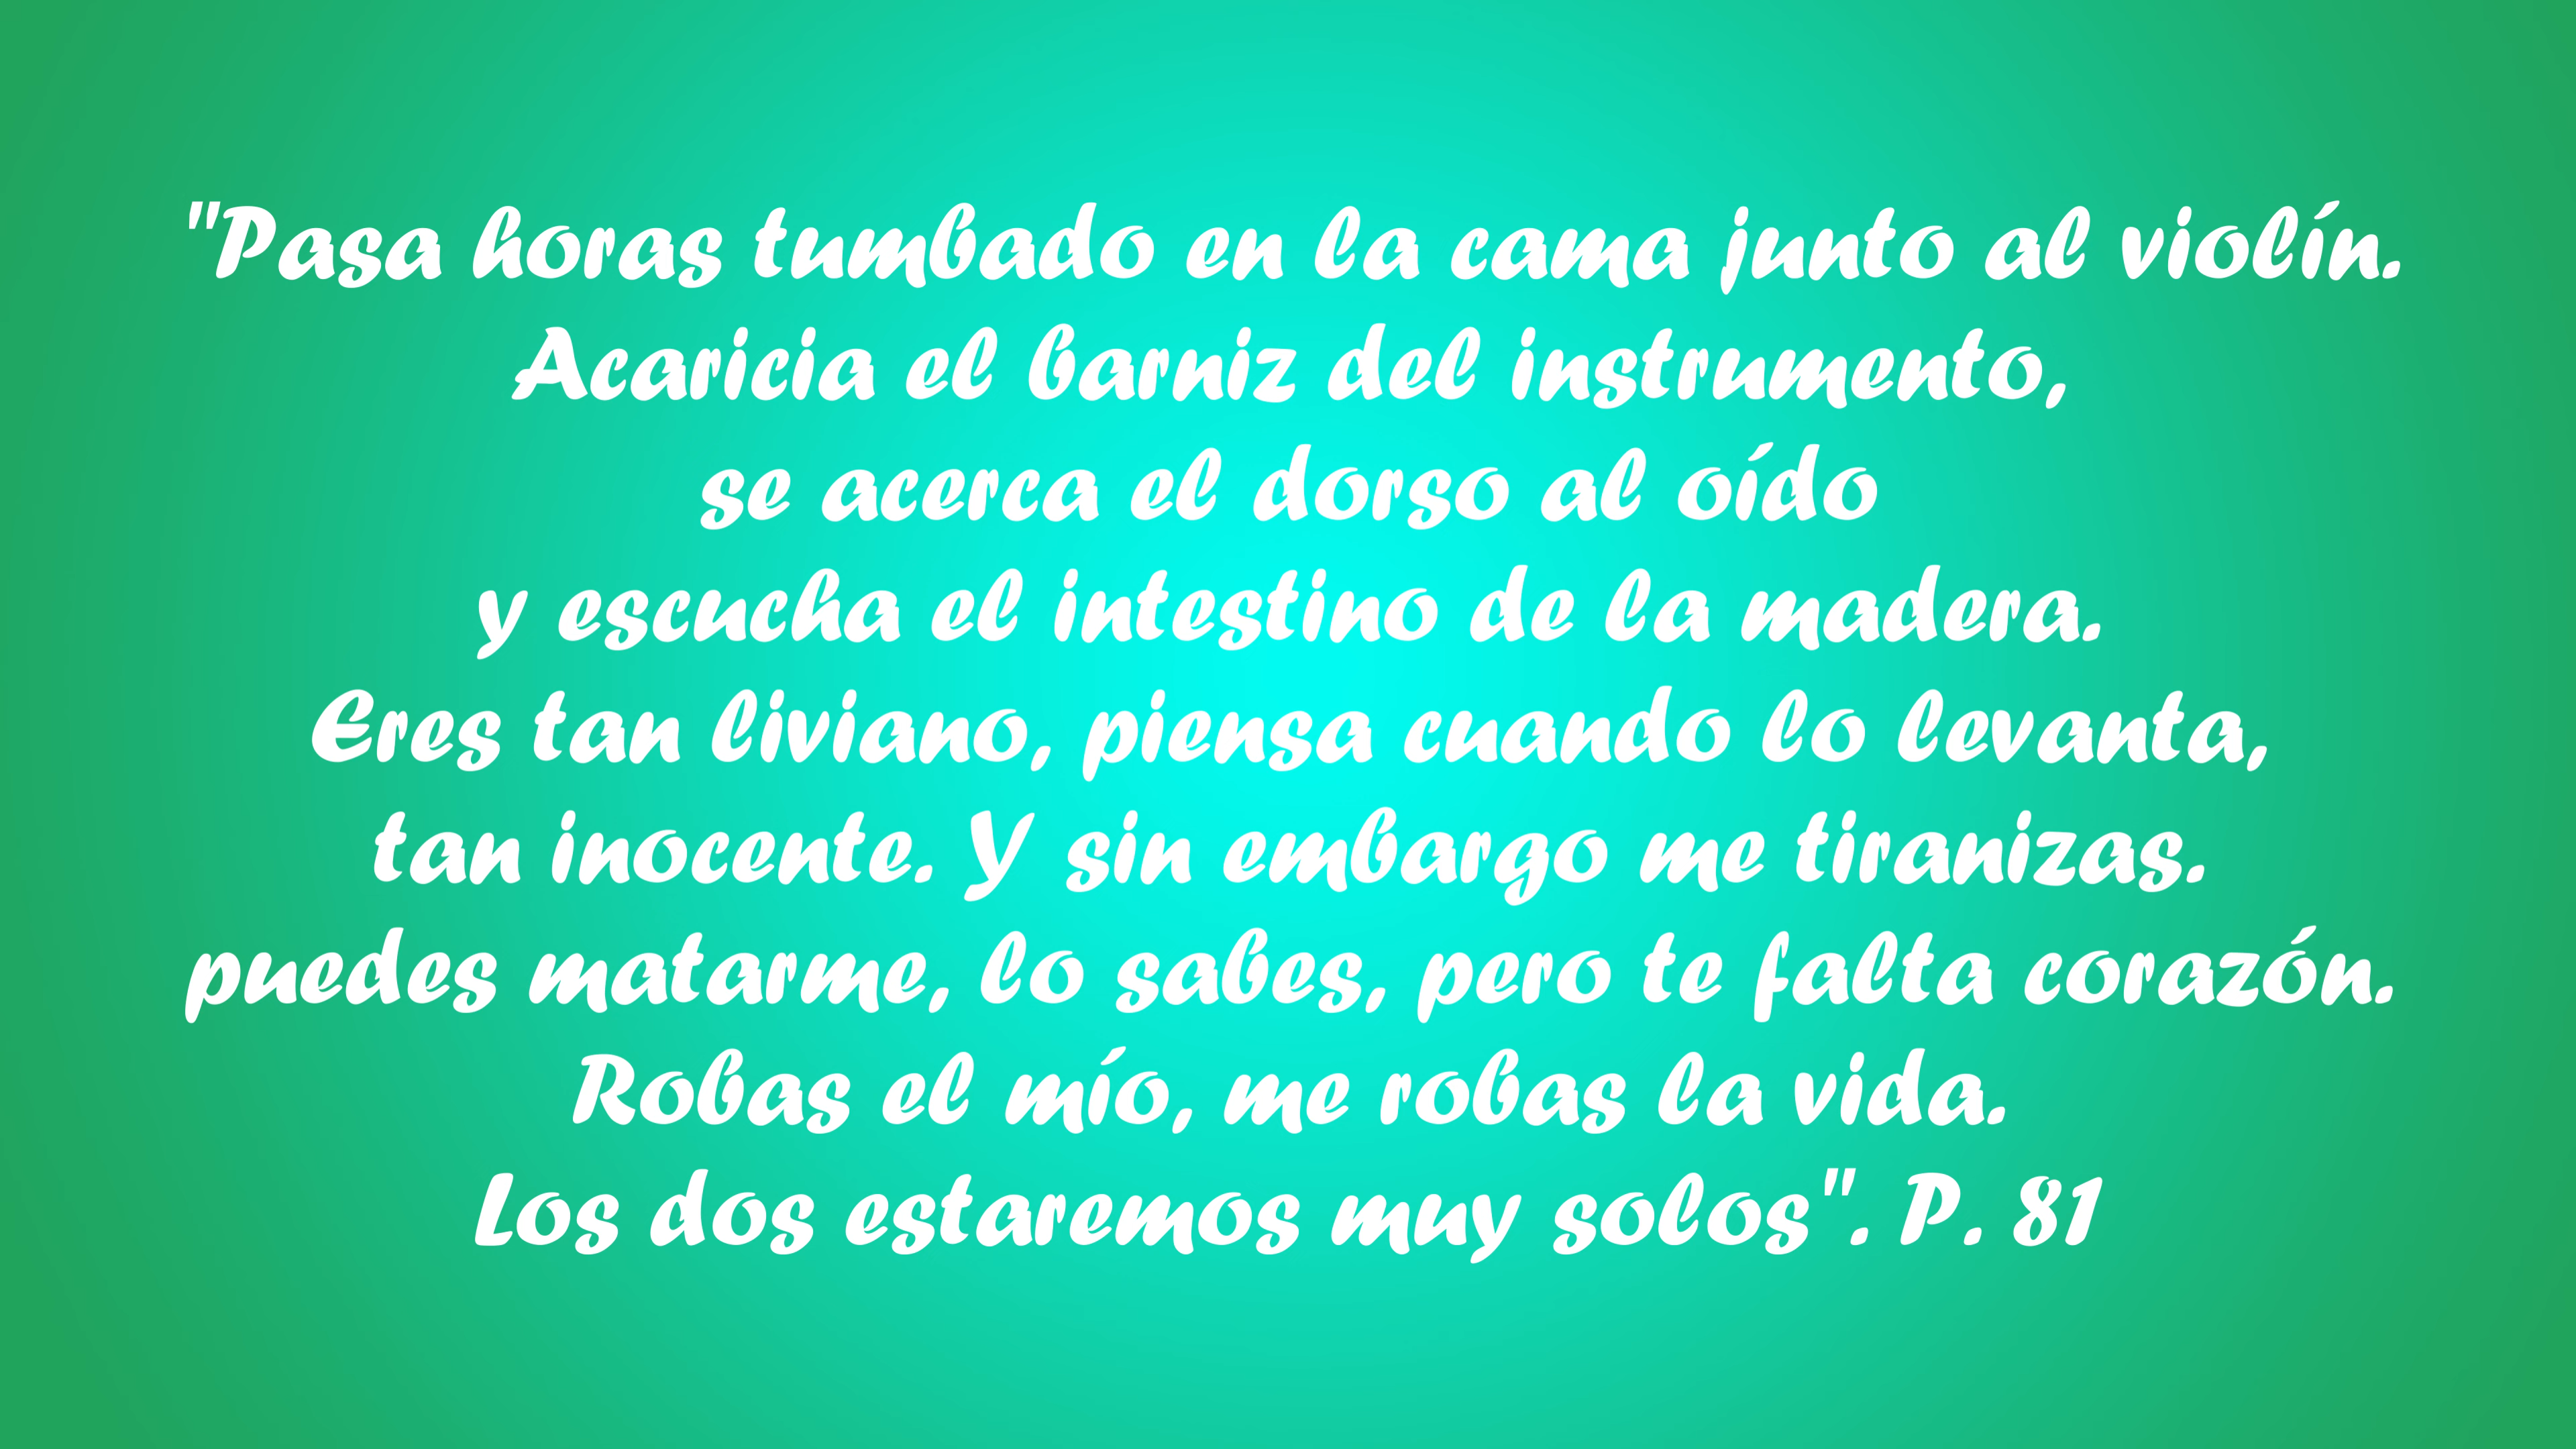 "Pasa horas tumbado en la cama junto al violín.
Acaricia el barniz del instrumento,
se acerca el dorso al oído
y escucha el intestino de la madera.
Eres tan liviano, piensa cuando lo levanta,
tan inocente. Y sin embargo me tiranizas.
puedes matarme, lo sabes, pero te falta corazón.
Robas el mío, me robas la vida.
Los dos estaremos muy solos". P. 81